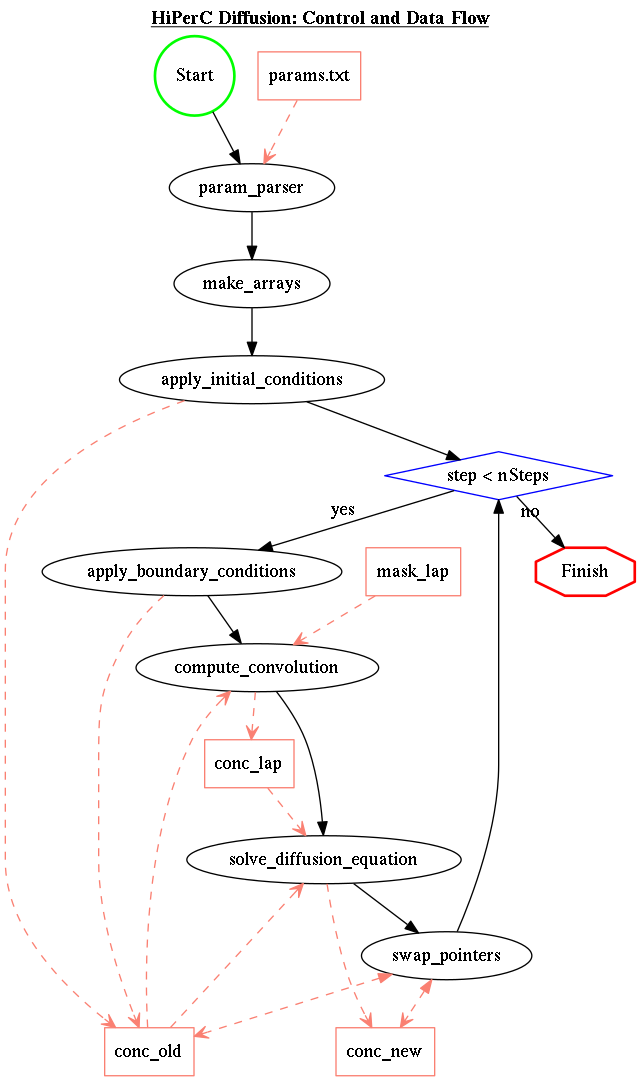 HiPerC Diffusion: Control and Data Flow
Start
params.txt
param_parser
make_arrays
apply_initial_conditions
step < nSteps
yes
no
apply_boundary_conditions
mask_lap
Finish
compute_convolution
conc_lap
solve_diffusion_equation
swap_pointers
conc_old
conc_new